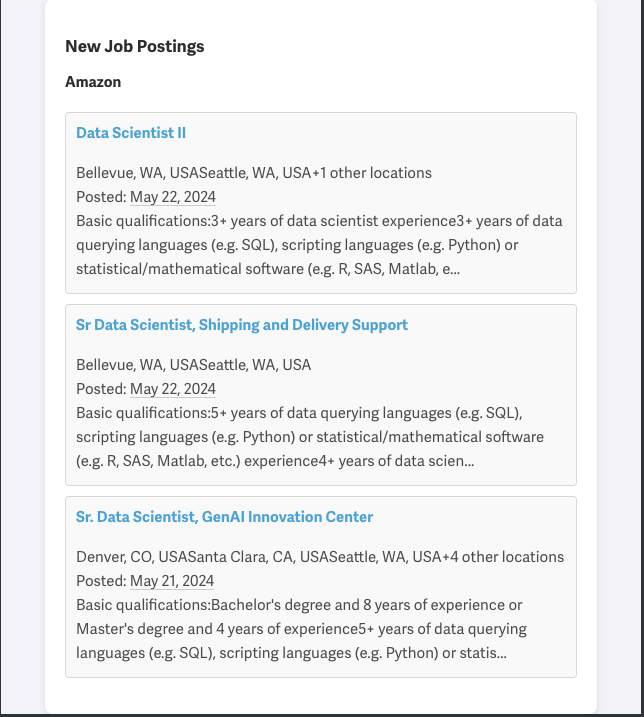 New Job Postings
Amazon
Data Scientist II
Bellevue, WA, USASeattle, WA, USA+1 other locations
Posted: May 22, 2024
Basic qualifications:3+ years of data scientist experience3+ years of data
querying languages (e.g. SQL), scripting languages (e.g. Python) or
statistical/mathematical software (e.g. R, SAS, Matlab, e...
Sr Data Scientist, Shipping and Delivery Support
Bellevue, WA, USASeattle, WA, USA
Posted: May 22, 2024
Basic qualifications:5+ years of data querying languages (e.g. SQL),
scripting languages (e.g. Python) or statistical/mathematical software
(e.g. R, SAS, Matlab, etc.) experience4+ years of data scien...
Sr. Data Scientist, GenAI Innovation Center
Denver, CO, USASanta Clara, CA, USASeattle, WA, USA+4 other locations
Posted: May 21, 2024
Basic qualifications:Bachelor's degree and 8 years of experience or
Master's degree and 4 years of experience5+ years of data querying
languages (e.g. SQL), scripting languages (e.g. Python) or statis...